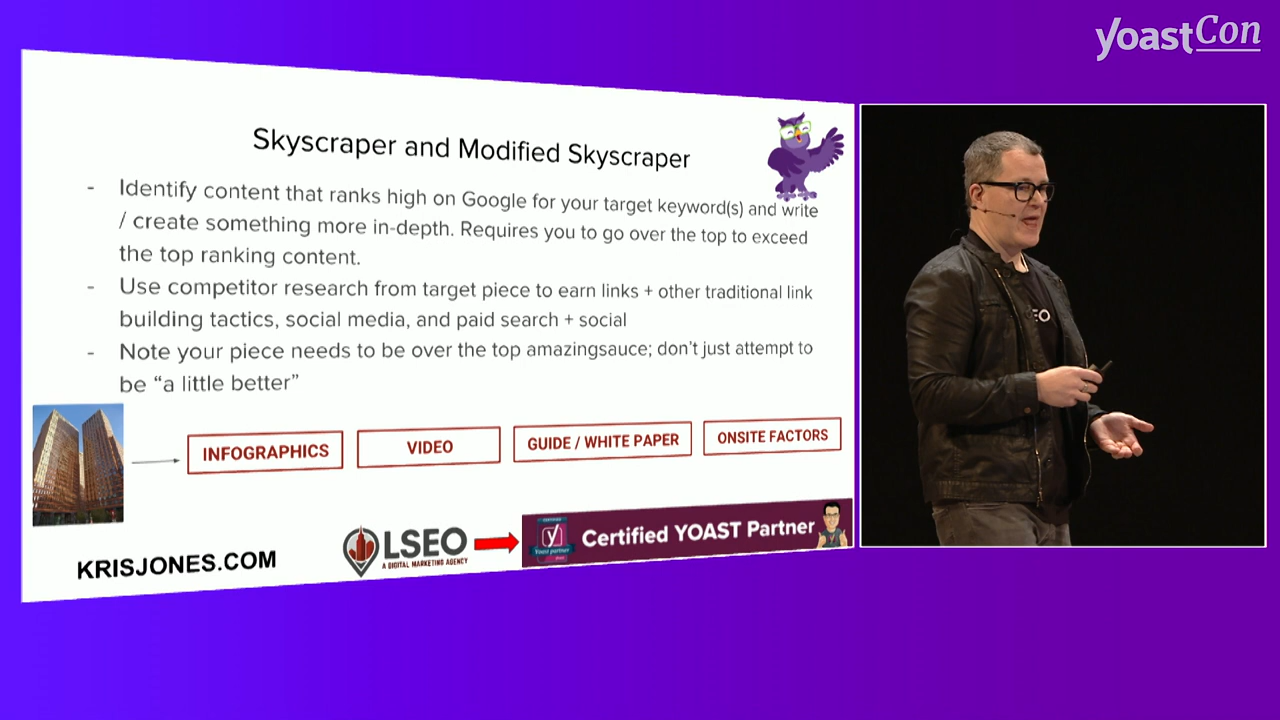 yoastCon
Skyscraper and Modified Skyscraper
- Identify content that ranks high on Google for your target keyword(s) and write
/ create something more in-depth. Requires you to go over the top to exceed
the top ranking content.
- Use competitor research from target piece to earn links + other traditional link
building tactics, social media, and paid search + social
- Note your piece needs to be over the top amazingsauce; don't just attempt to
be “a little better”
INFOGRAPHICS
VIDEO
GUIDE / WHITE PAPER
ONSITE FACTORS
KRISJONES.COM
LSEO
A DIGITAL MARKETING AGENCY
CERTIFIED
y
Yoast partner
Certified YOAST Partner
EO